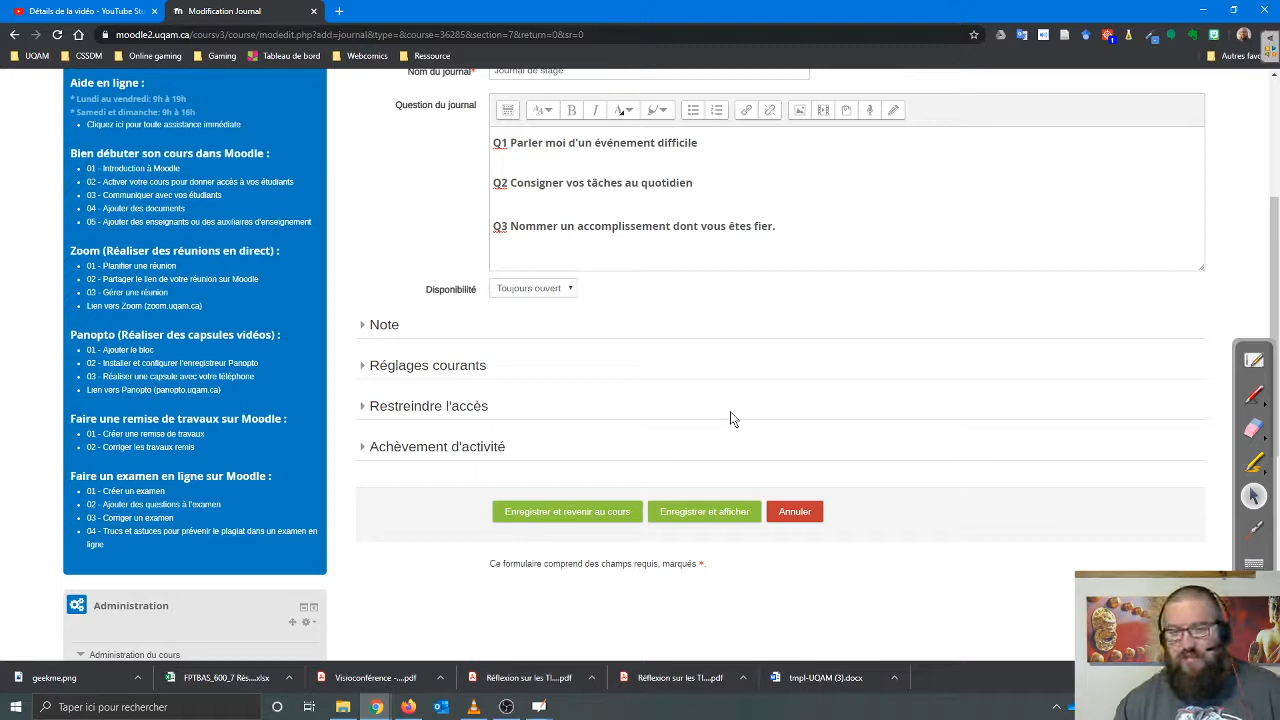 Détails de la vidéo - YouTube Stu
Modification Journal
moodle2.uqam.ca/coursv3/course/modedit.php?add=journal&type=&course=36285&section=7&return=0&sr=0
UQAM
CSSDM
Online gaming
Gaming
Tableau de bord
Webcomics
Ressource
Autres favo
Aide en ligne :
* Lundi au vendredi: 9h à 19h
* Samedi et dimanche: 9h à 16h
Cliquez ici pour toute assistance immédiate
Bien débuter son cours dans Moodle :
01 - Introduction à Moodle
02 - Activer votre cours pour donner accès à vos étudiants
03 - Communiquer avec vos étudiants
04 - Ajouter des documents
05 - Ajouter des enseignants ou des auxiliaires d'enseignement
Zoom (Réaliser des réunions en direct) :
01 - Planifier une réunion
02 - Partager le lien de votre réunion sur Moodle
03 - Gérer une réunion
Lien vers Zoom (zoom.uqam.ca)
Panopto (Réaliser des capsules vidéos) :
01 - Ajouter le bloc
02 - Installer et configurer l'enregistreur Panopto
03 - Réaliser une capsule avec votre téléphone
Lien vers Panopto (panopto.uqam.ca)
Faire une remise de travaux sur Moodle :
01 - Créer une remise de travaux
02 - Corriger les travaux remis
Faire un examen en ligne sur Moodle :
01 - Créer un examen
02 - Ajouter des questions à l'examen
03 - Corriger un examen
04 - Trucs et astuces pour prévenir le plagiat dans un examen en
ligne
Administration
Administration du cours
Nom du journal*
Journal de stage
Question du journal
Q1 Parler moi d'un événement difficile
Q2 Consigner vos tâches au quotidien
Q3 Nommer un accomplissement dont vous êtes fier.
Disponibilité
Toujours ouvert
Note
Réglages courants
Restreindre l'accès
Achèvement d'activité
Enregistrer et revenir au cours
Enregistrer et afficher
Annuler
Ce formulaire comprend des champs requis, marqués *.
geekme.png
FPTBAS_600_7 Rés....xlsx
Visioconférence -....pdf
Réflexion sur les TI....pdf
Réflexion sur les TI....pdf
tmpl-UQAM (3).docx
Taper ici pour rechercher